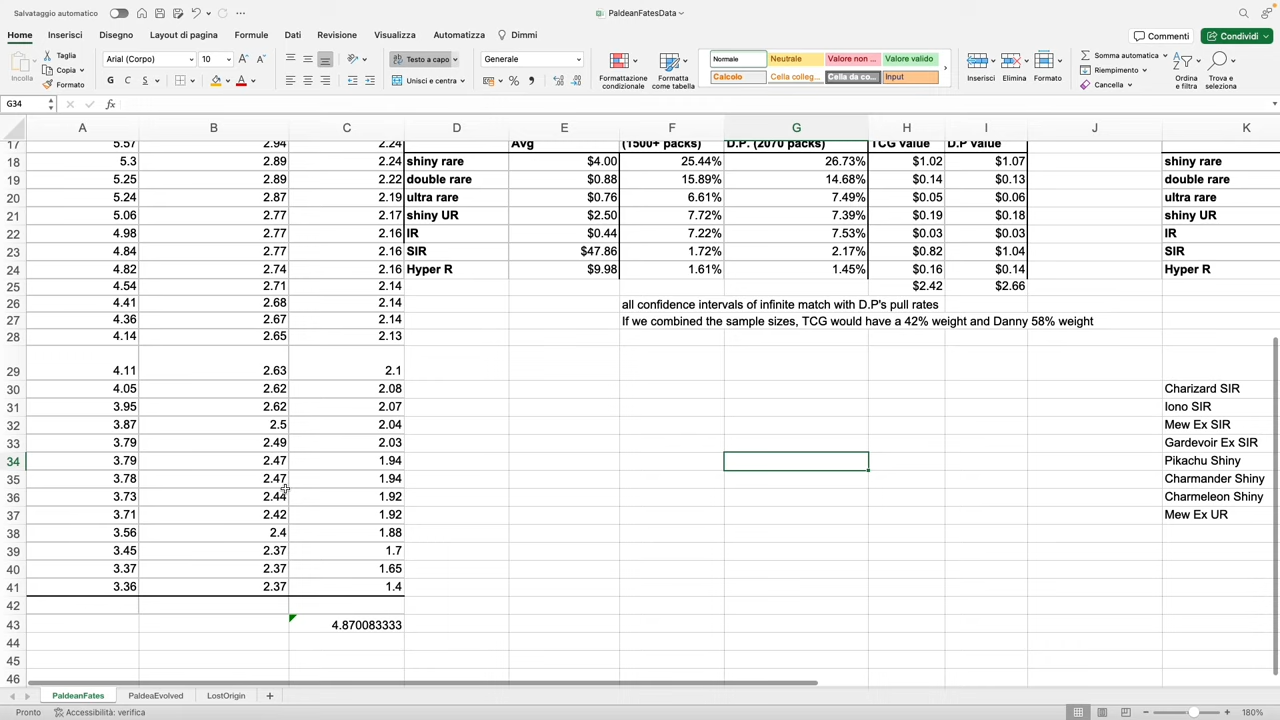 Salvataggio automatico PaldeanFatesData
Home Inserisci Disegno Layout di pagina Formule Dati Revisione Visualizza Automatizza Dimmi Commenti Condividi
Incolla Taglia Copia Formato
Arial (Corpo) 10 A A
G C S A
Testo a capo
Unisci e centra
Generale
% 000
Formattazione condizionale
Formatta come tabella
Normale Neutrale Valore non ... Valore valido
Calcolo Celle colleg... Cella da co... Input
Inserisci Elimina Formato
Somma automatica
Riempimento
Cancella
Ordina e filtra
Trova e seleziona
G34 fx
A B C D E F G H I J K
17 5.57 2.94 2.24 Avg (1500+ packs) D.P. (2070 packs) TCG value D.P value
18 5.3 2.89 2.24 shiny rare $4.00 25.44% 26.73% $1.02 $1.07 shiny rare
19 5.25 2.89 2.22 double rare $0.88 15.89% 14.68% $0.14 $0.13 double rare
20 5.24 2.87 2.19 ultra rare $0.76 6.61% 7.49% $0.05 $0.06 ultra rare
21 5.06 2.77 2.17 shiny UR $2.50 7.72% 7.39% $0.19 $0.18 shiny UR
22 4.98 2.77 2.16 IR $0.44 7.22% 7.53% $0.03 $0.03 IR
23 4.84 2.77 2.16 SIR $47.86 1.72% 2.17% $0.82 $1.04 SIR
24 4.82 2.74 2.16 Hyper R $9.98 1.61% 1.45% $0.16 $0.14 Hyper R
25 4.54 2.71 2.14 $2.42 $2.66
26 4.41 2.68 2.14 all confidence intervals of infinite match with D.P's pull rates
27 4.36 2.67 2.14 If we combined the sample sizes, TCG would have a 42% weight and Danny 58% weight
28 4.14 2.65 2.13
29 4.11 2.63 2.1
30 4.05 2.62 2.08 Charizard SIR
31 3.95 2.62 2.07 Iono SIR
32 3.87 2.5 2.04 Mew Ex SIR
33 3.79 2.49 2.03 Gardevoir Ex SIR
34 3.79 2.47 1.94 Pikachu Shiny
35 3.78 2.47 1.94 Charmander Shiny
36 3.73 2.44 1.92 Charmeleon Shiny
37 3.71 2.42 1.92 Mew Ex UR
38 3.56 2.4 1.88
39 3.45 2.37 1.7
40 3.37 2.37 1.65
41 3.36 2.37 1.4
42
43 4.870083333
44
45
46
PaldeanFates PaldeaEvolved LostOrigin +
Pronto Accessibilità: verifica 180%